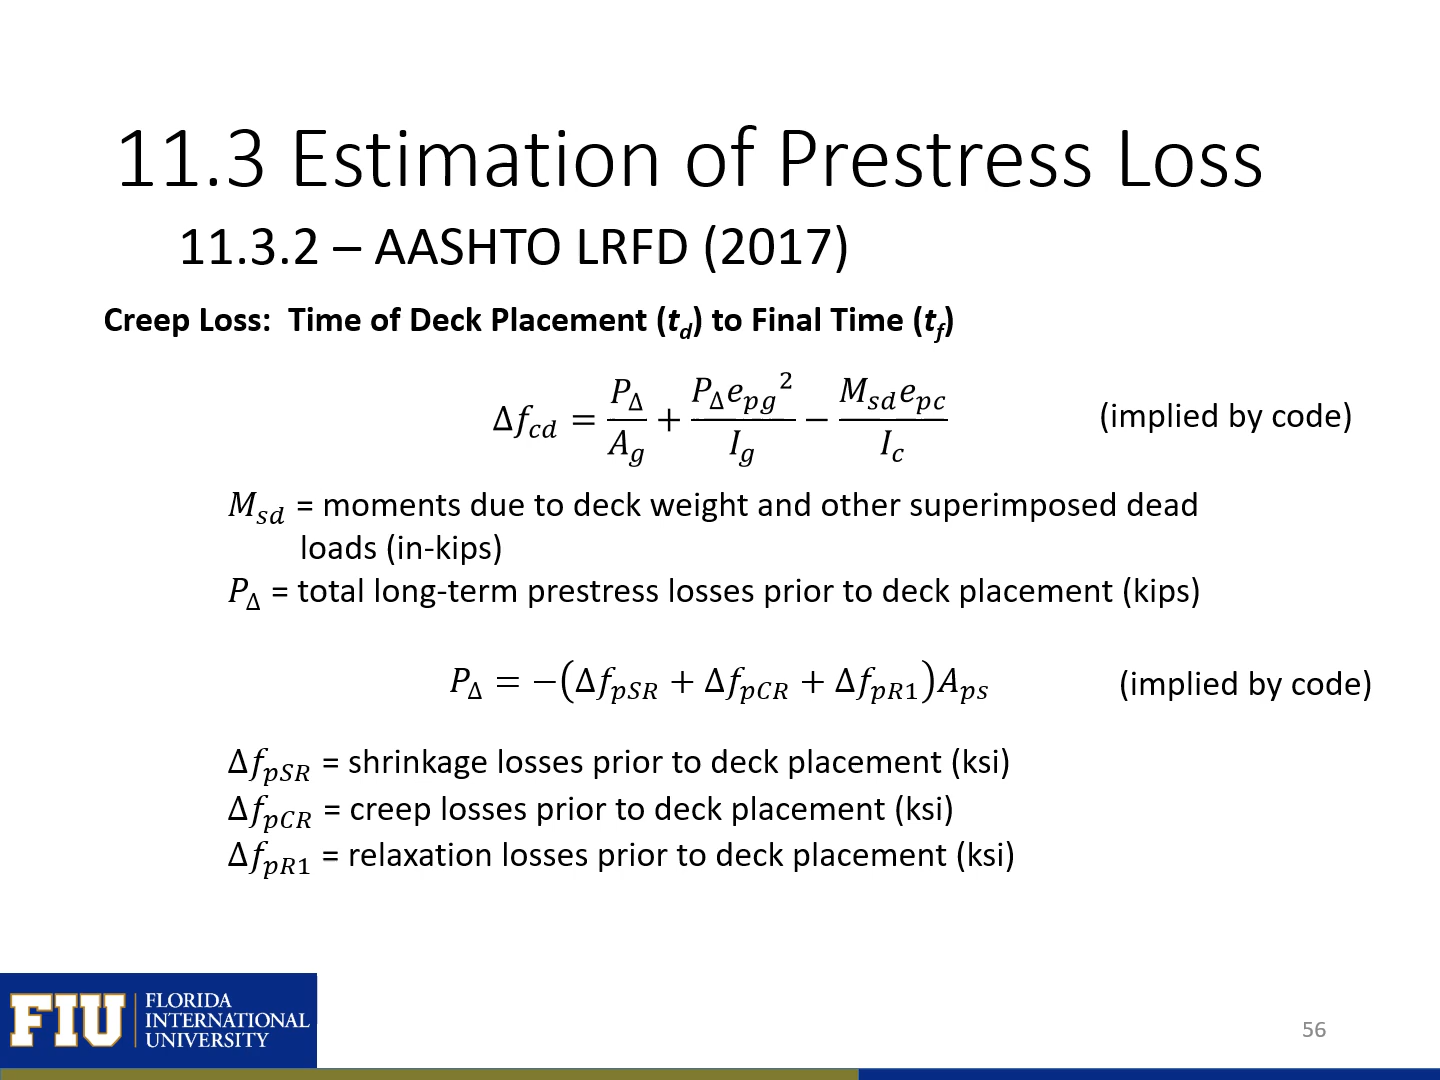 11.3 Estimation of Prestress Loss
11.3.2 – AASHTO LRFD (2017)
Creep Loss:  Time of Deck Placement (t_d) to Final Time (t_f)
Δf_cd = P_Δ/A_g + P_Δ e_pg²/I_g − M_sd e_pc/I_c (implied by code)
M_sd = moments due to deck weight and other superimposed dead
loads (in-kips)
P_Δ = total long-term prestress losses prior to deck placement (kips)
P_Δ = −(Δf_pSR + Δf_pCR + Δf_pR1)A_ps (implied by code)
Δf_pSR = shrinkage losses prior to deck placement (ksi)
Δf_pCR = creep losses prior to deck placement (ksi)
Δf_pR1 = relaxation losses prior to deck placement (ksi)
FIU
FLORIDA
INTERNATIONAL
UNIVERSITY
56